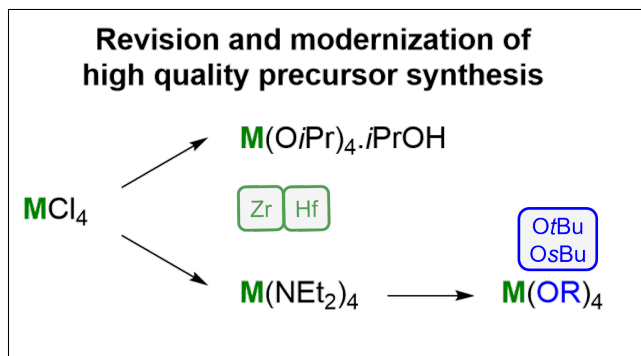 Revision and modernization of
high quality precursor synthesis
M(OiPr)₄.iPrOH
MCl₄
Zr Hf
OtBu
OsBu
M(NEt₂)₄
M(OR)₄